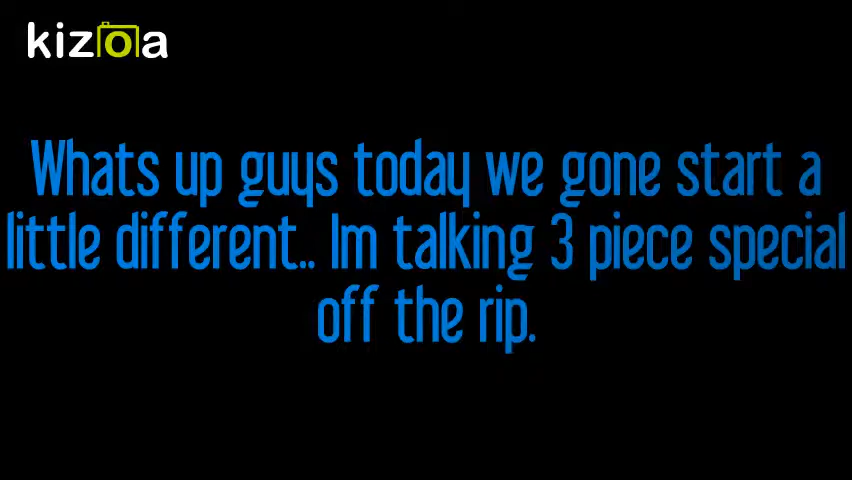 kizoa
Whats up guys today we gone start a
little different.. Im talking 3 piece special
off the rip.